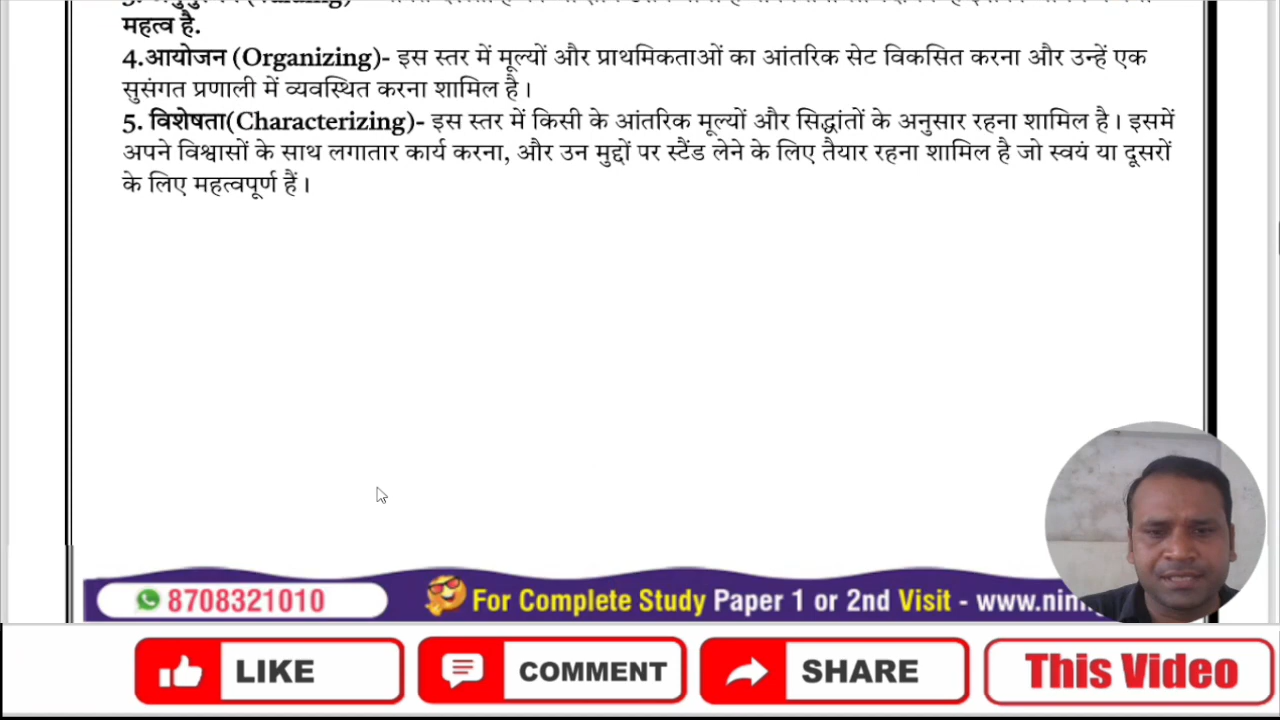 महत्व है.
4.आयोजन (Organizing)- इस स्तर में मूल्यों और प्राथमिकताओं का आंतरिक सेट विकसित करना और उन्हें एक
सुसंगत प्रणाली में व्यवस्थित करना शामिल है।
5. विशेषता(Characterizing)- इस स्तर में किसी के आंतरिक मूल्यों और सिद्धांतों के अनुसार रहना शामिल है। इसमें
अपने विश्वासों के साथ लगातार कार्य करना, और उन मुद्दों पर स्टैंड लेने के लिए तैयार रहना शामिल है जो स्वयं या दूसरों
के लिए महत्वपूर्ण हैं।
8708321010 For Complete Study Paper 1 or 2nd Visit -
LIKE COMMENT SHARE This Video